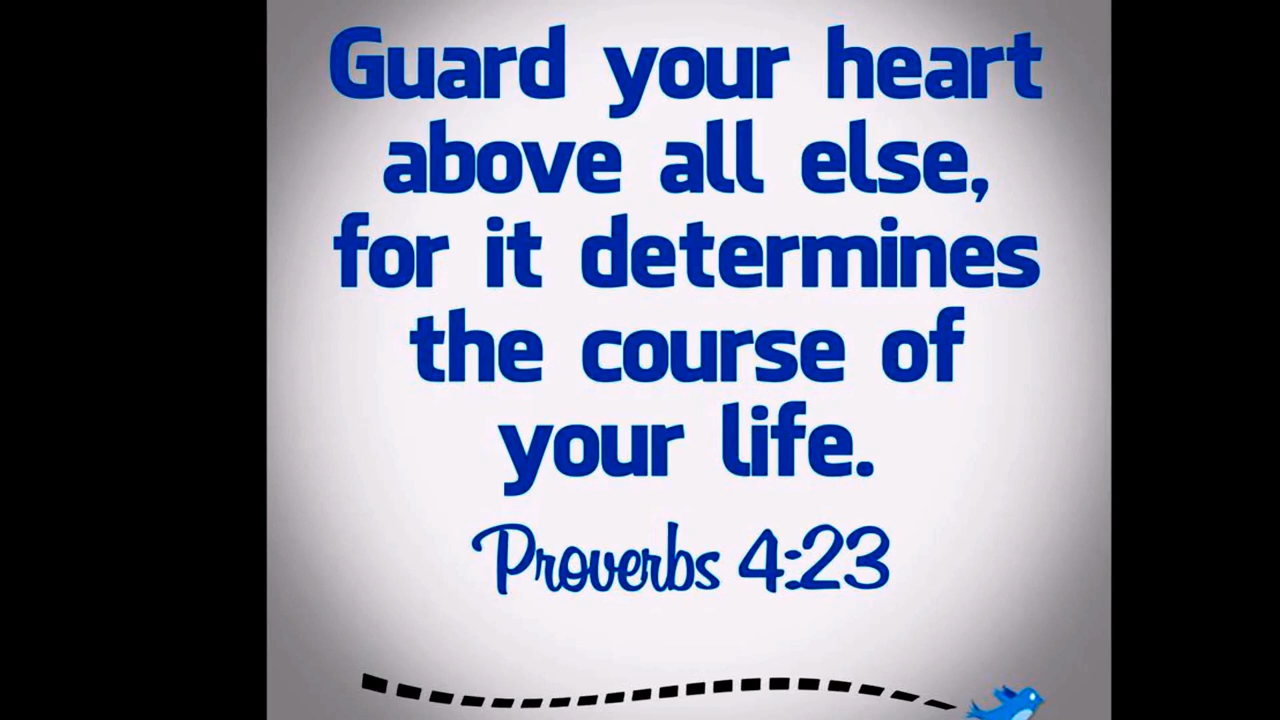 Guard your heart
above all else,
for it determines
the course of
your life.
Proverbs 4:23